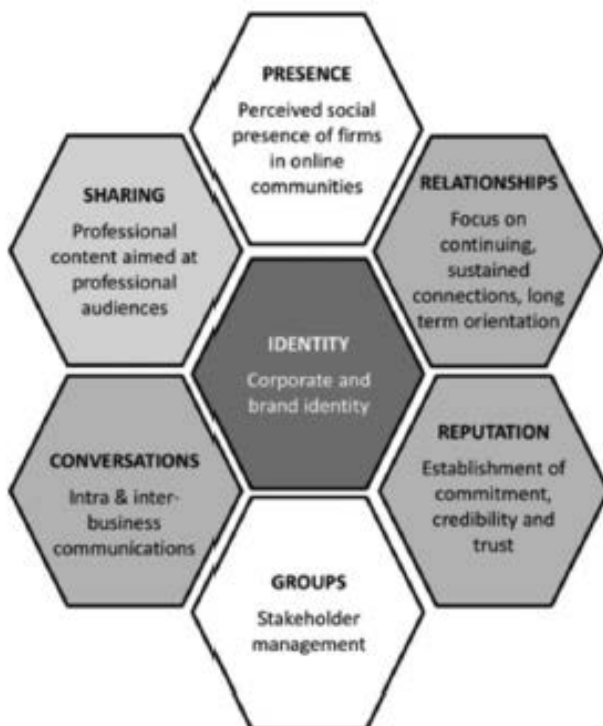 PRESENCE
Perceived social
presence of firms
in online
communities
SHARING
Professional
content aimed at
professional
audiences
RELATIONSHIPS
Focus on
continuing,
sustained
connections, long
term orientation
IDENTITY
Corporate and
brand identity
CONVERSATIONS
Intra & inter-
business
communications
REPUTATION
Establishment of
commitment,
credibility and
trust
GROUPS
Stakeholder
management